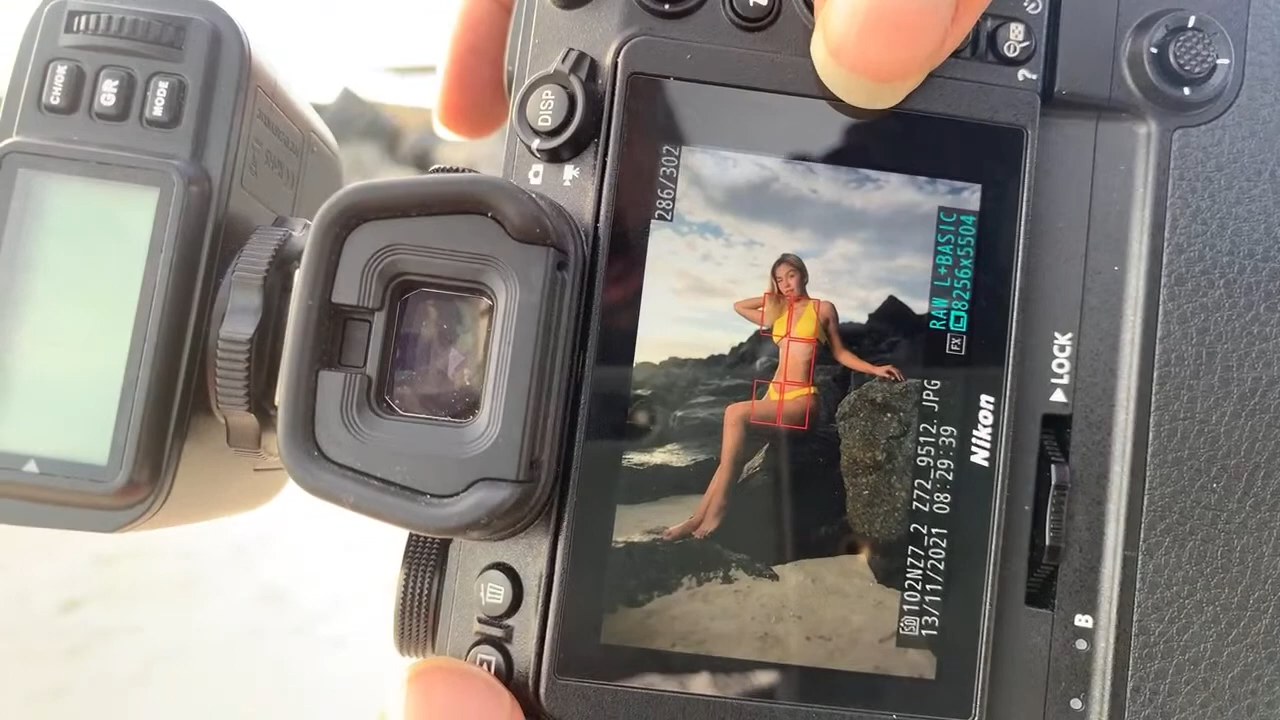 CH/OK
GR
MODE
DISP
286/302
RAW L+BASIC
FX L 8256x5504
SD 102NZ7_2 Z72_9512.JPG
13/11/2021 08:29:39
Nikon
LOCK
B
?